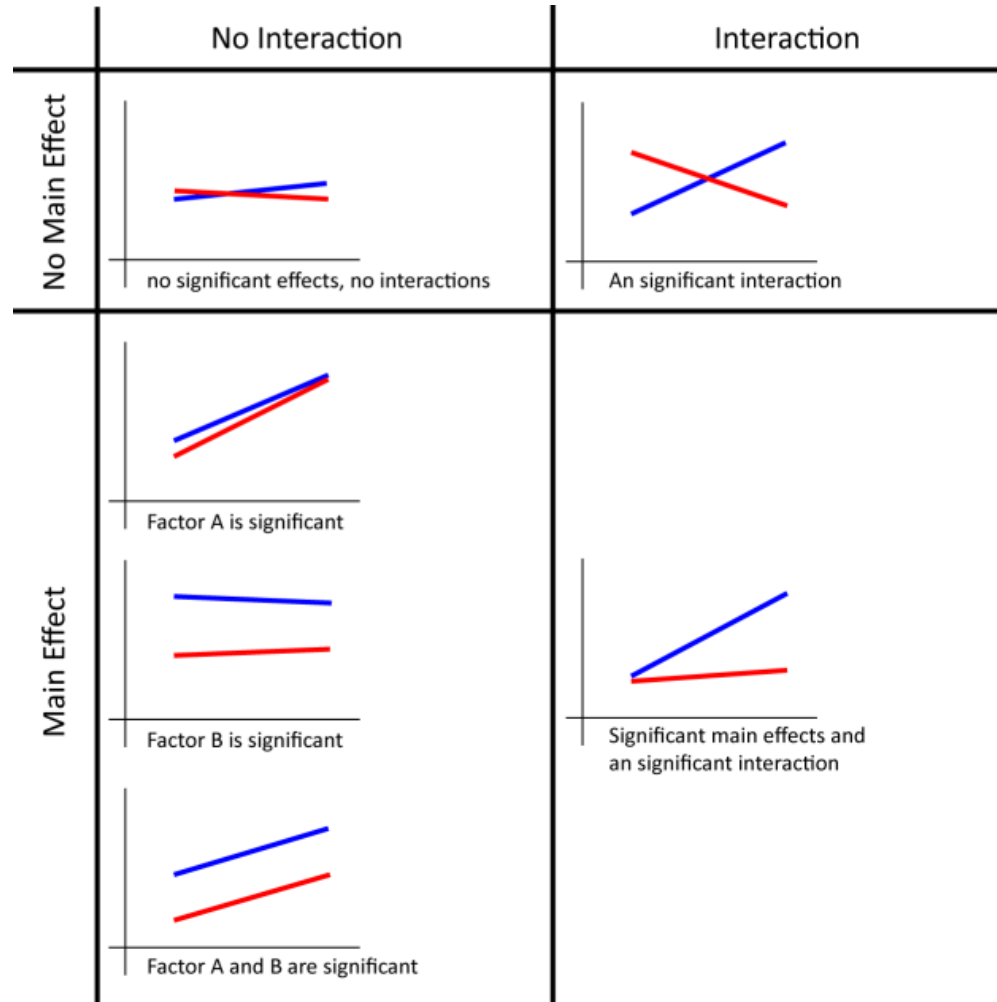 No Interaction
Interaction
No Main Effect
no significant effects, no interactions
An significant interaction
Main Effect
Factor A is significant
Factor B is significant
Significant main effects and
an significant interaction
Factor A and B are significant